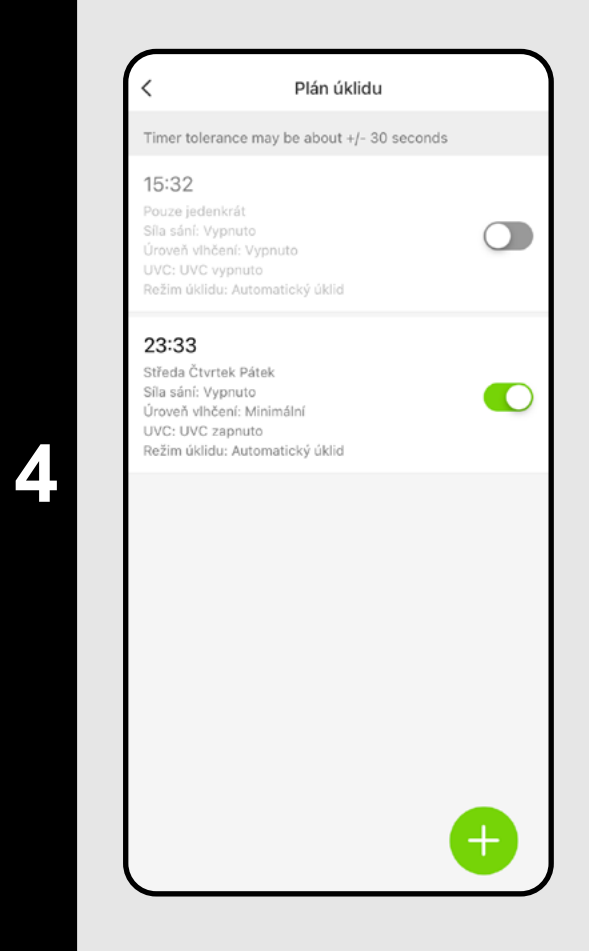 4
Plán úklidu
Timer tolerance may be about +/- 30 seconds
15:32
Pouze jedenkrát
Síla sání: Vypnuto
Úroveň vlhčení: Vypnuto
UVC: UVC vypnuto
Režim úklidu: Automatický úklid
23:33
Středa Čtvrtek Pátek
Síla sání: Vypnuto
Úroveň vlhčení: Minimální
UVC: UVC zapnuto
Režim úklidu: Automatický úklid